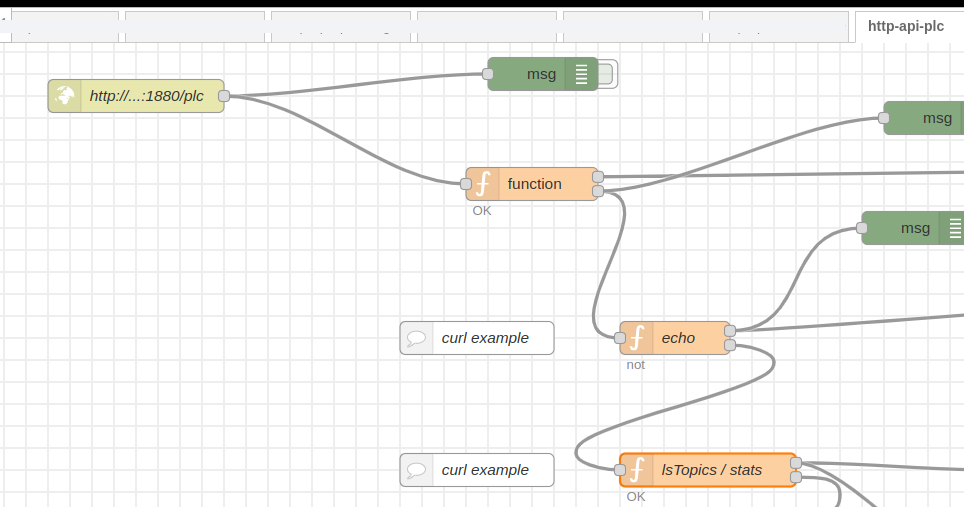 http-api-plc
msg
http://...:1880/plc
msg
function
OK
msg
curl example
echo
not
curl example
lsTopics / stats
OK